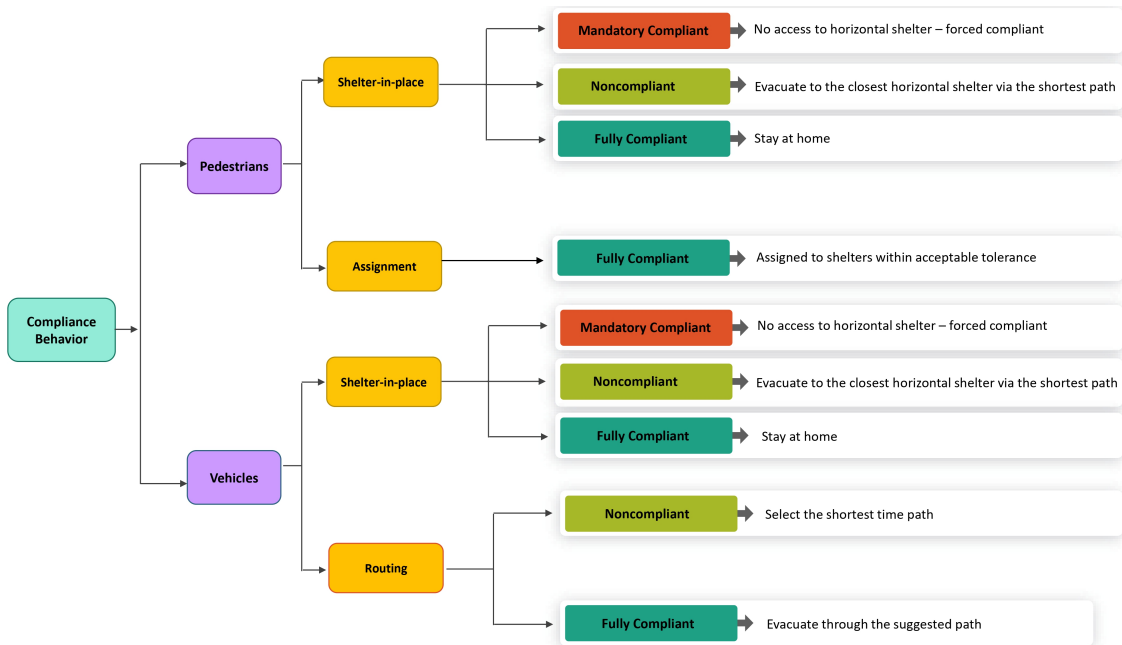 Mandatory Compliant
No access to horizontal shelter – forced compliant
Shelter-in-place
Noncompliant
Evacuate to the closest horizontal shelter via the shortest path
Fully Compliant
Stay at home
Pedestrians
Assignment
Fully Compliant
Assigned to shelters within acceptable tolerance
Compliance
Behavior
Mandatory Compliant
No access to horizontal shelter – forced compliant
Shelter-in-place
Noncompliant
Evacuate to the closest horizontal shelter via the shortest path
Fully Compliant
Stay at home
Vehicles
Noncompliant
Select the shortest time path
Routing
Fully Compliant
Evacuate through the suggested path